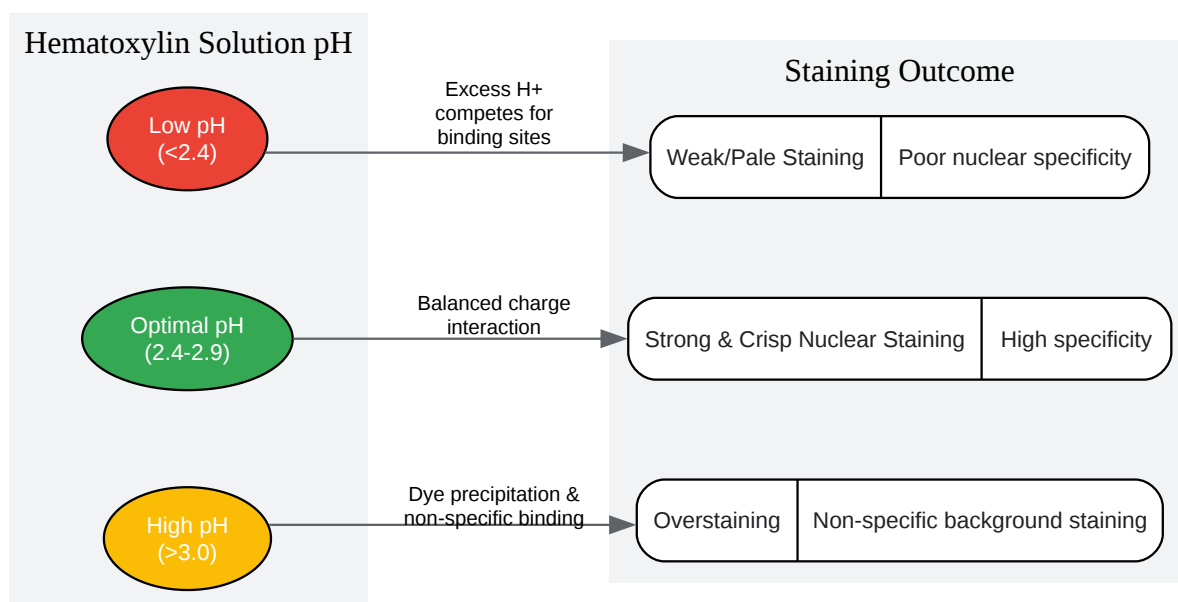 Hematoxylin Solution pH
Staining Outcome
Low pH
(<2.4)
Excess H+
competes for
binding sites
Weak/Pale Staining
Poor nuclear specificity
Optimal pH
(2.4-2.9)
Balanced charge
interaction
Strong & Crisp Nuclear Staining
High specificity
High pH
(>3.0)
Dye precipitation &
non-specific binding
Overstaining
Non-specific background staining